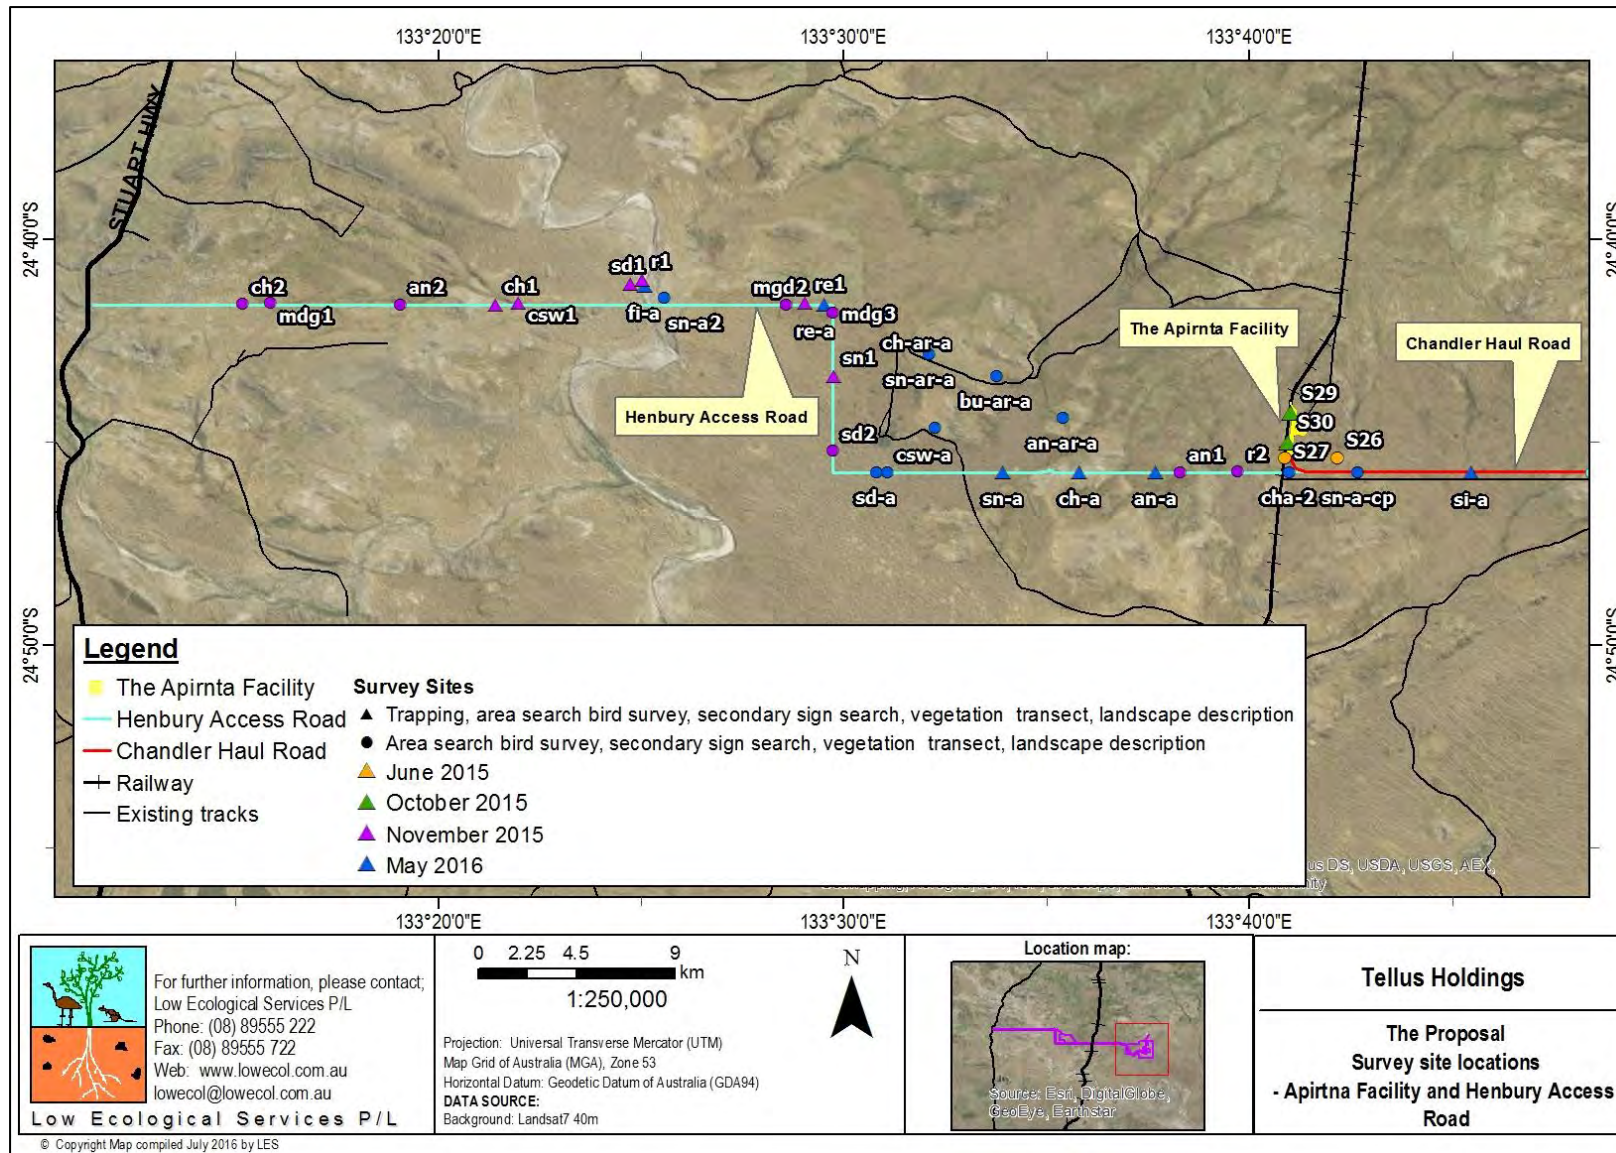 133°20'0"E
133°30'0"E
133°40'0"E
STUART HWY
24°40'0"S
24°40'0"S
sd1
r1
ch2
mdg1
an2
ch1
csw1
fi-a
sn-a2
mgd2
re1
re-a
mdg3
ch-ar-a
sn1
sn-ar-a
bu-ar-a
The Apirnta Facility
Chandler Haul Road
Henbury Access Road
S29
S30
an-ar-a
sd2
csw-a
an1
r2
S27
S26
sd-a
sn-a
ch-a
an-a
cha-2
sn-a-cp
si-a
24°50'0"S
24°50'0"S
Legend
The Apirnta Facility
Henbury Access Road
Chandler Haul Road
Railway
Existing tracks
Survey Sites
Trapping, area search bird survey, secondary sign search, vegetation transect, landscape description
Area search bird survey, secondary sign search, vegetation transect, landscape description
June 2015
October 2015
November 2015
May 2016
us DS, USDA, USGS, AEX,
133°20'0"E
133°30'0"E
133°40'0"E
For further information, please contact;
Low Ecological Services P/L
Phone: (08) 89555 222
Fax: (08) 89555 722
Web: www.lowecol.com.au
lowecol@lowecol.com.au
Low Ecological Services P/L
0 2.25 4.5 9
km
1:250,000
Projection: Universal Transverse Mercator (UTM)
Map Grid of Australia (MGA), Zone 53
Horizontal Datum: Geodetic Datum of Australia (GDA94)
DATA SOURCE:
Background: Landsat7 40m
N
Location map:
Source: Esri, DigitalGlobe,
GeoEye, Earthstar
Tellus Holdings
The Proposal
Survey site locations
- Apirtna Facility and Henbury Access
Road
© Copyright Map compiled July 2016 by LES